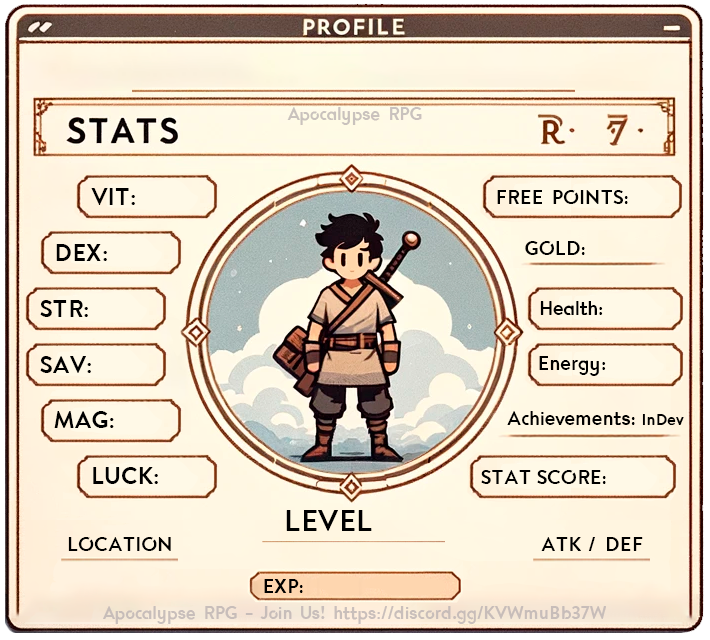 PROFILE
Apocalypse RPG
STATS
VIT:
DEX:
STR:
SAV:
MAG:
LUCK:
FREE POINTS:
GOLD:
Health:
Energy:
Achievements: InDev
STAT SCORE:
LEVEL
LOCATION
ATK / DEF
EXP:
Apocalypse RPG - Join Us! https://discord.gg/KVWmuBb37W